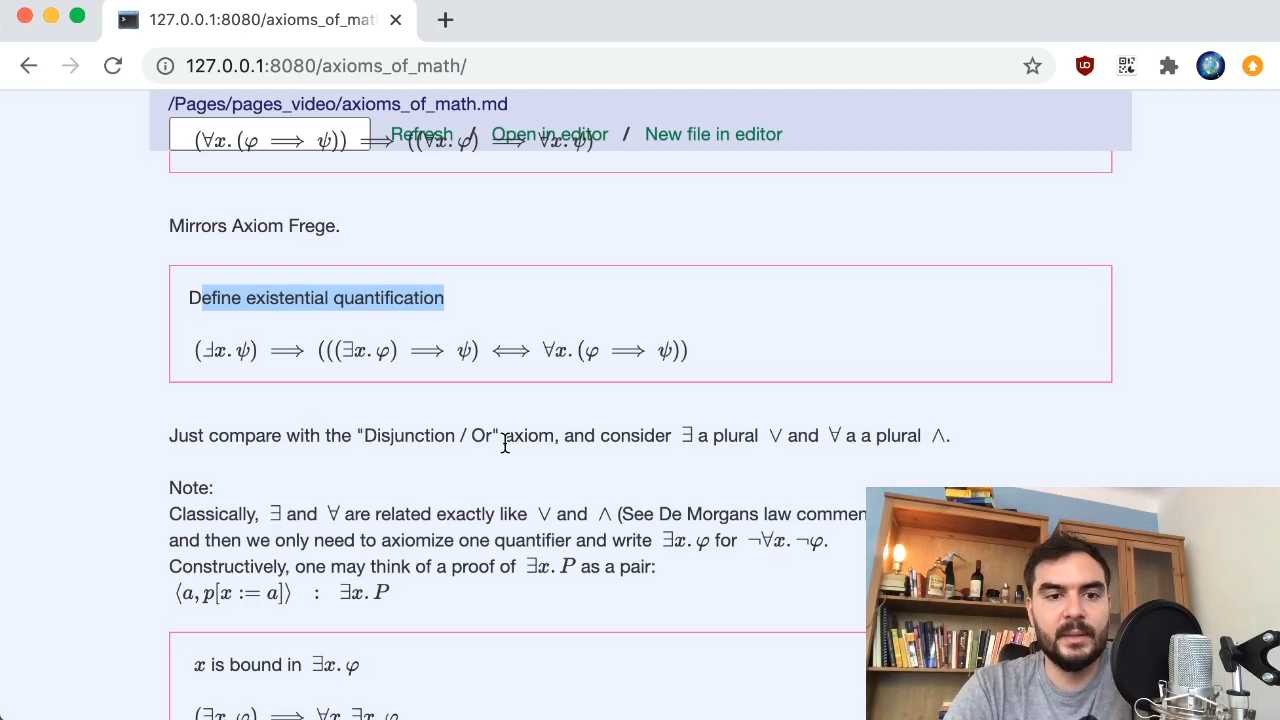 127.0.0.1:8080/axioms_of_mat
127.0.0.1:8080/axioms_of_math/
/Pages/pages_video/axioms_of_math.md
Refresh / Open in editor / New file in editor
(∀x. (φ ⟹ ψ)) ⟹ ((∀x. φ) ⟹ ∀x. ψ)
Mirrors Axiom Frege.
Define existential quantification
(Ⅎx. ψ) ⟹ (((∃x. φ) ⟹ ψ) ⟺ ∀x. (φ ⟹ ψ))
Just compare with the "Disjunction / Or" axiom, and consider ∃ a plural ∨ and ∀ a a plural ∧.
Note:
Classically, ∃ and ∀ are related exactly like ∨ and ∧ (See De Morgans law commen
and then we only need to axiomize one quantifier and write ∃x. φ for ¬∀x. ¬φ.
Constructively, one may think of a proof of ∃x. P as a pair:
⟨a, p[x := a]⟩ : ∃x. P
x is bound in ∃x. φ
(∃x. φ) ⟹ ∀x. ∃x. φ